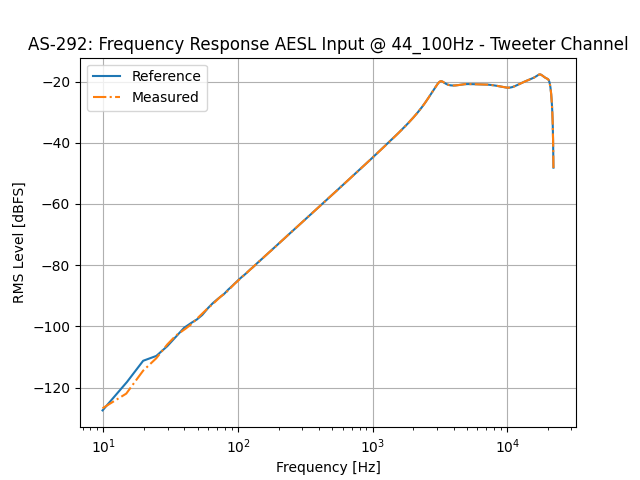 AS-292: Frequency Response AESL Input @ 44_100Hz - Tweeter Channel
Reference
Measured
RMS Level [dBFS]
−20
−40
−60
−80
−100
−120
10¹
10²
10³
10⁴
Frequency [Hz]